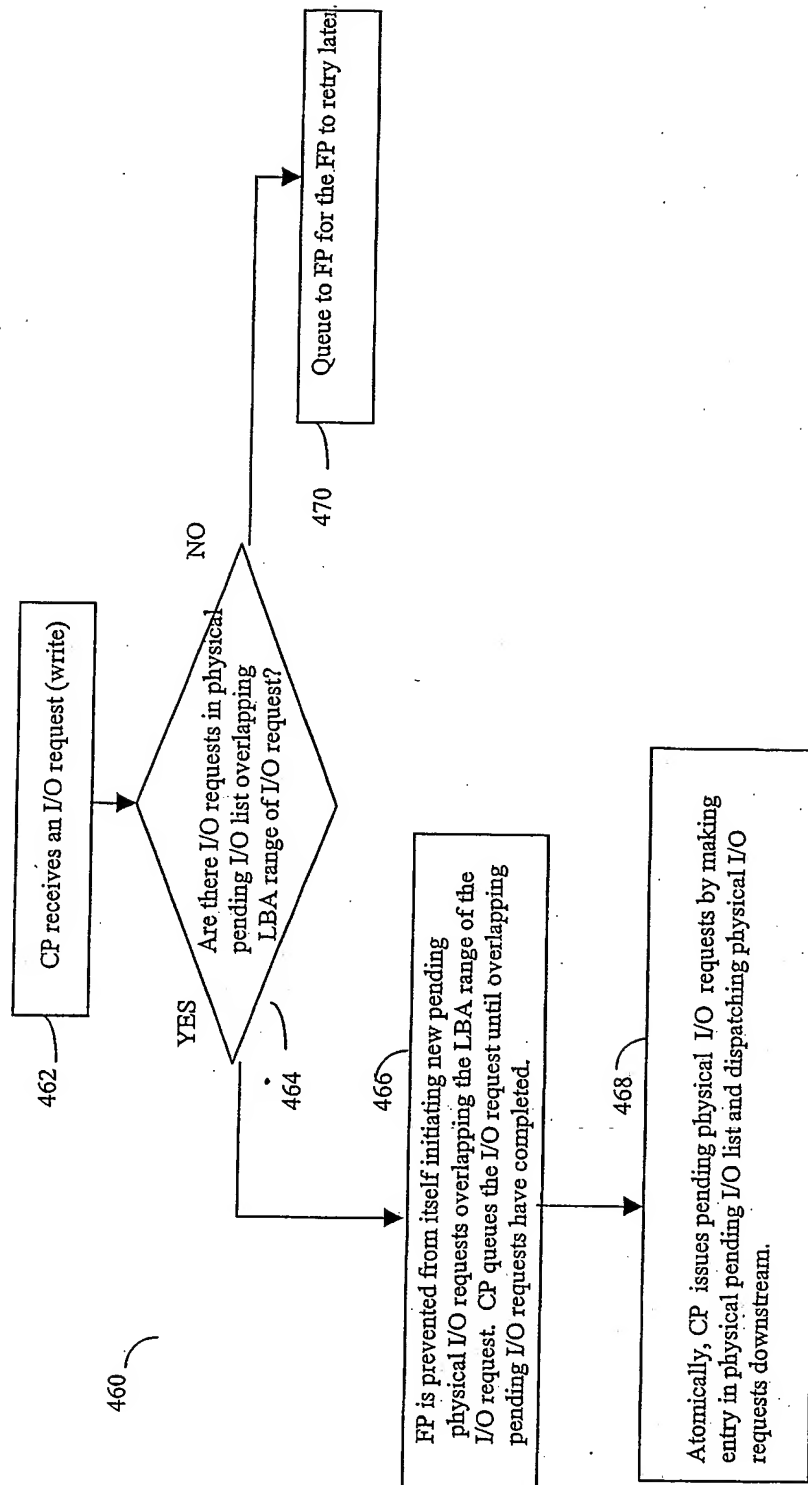 460
462
CP receives an I/O request (write)
YES
NO
464
Are there I/O requests in physical
pending I/O list overlapping
LBA range of I/O request?
466
FP is prevented from itself initiating new pending
physical I/O requests overlapping the LBA range of the
I/O request. CP queues the I/O request until overlapping
pending I/O requests have completed.
470
Queue to FP for the FP to retry later.
468
Atomically, CP issues pending physical I/O requests by making
entry in physical pending I/O list and dispatching physical I/O
requests downstream.